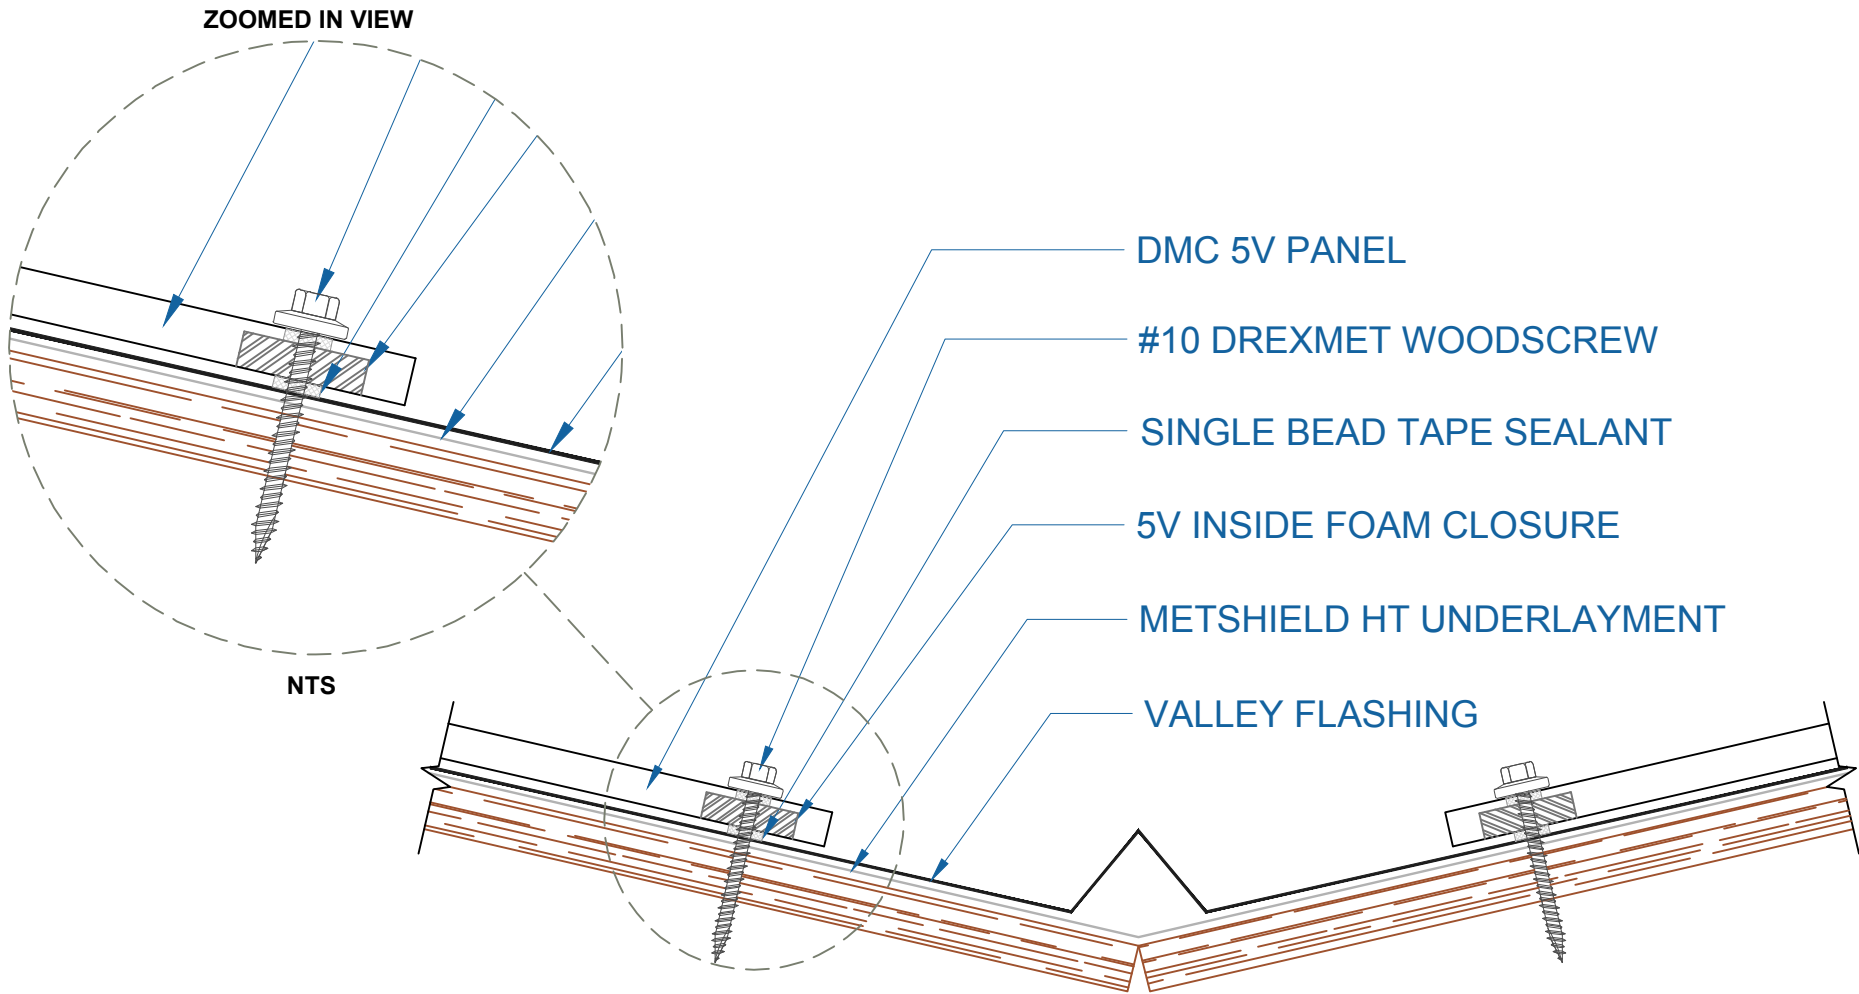 ZOOMED IN VIEW
DMC 5V PANEL
#10 DREXMET WOODSCREW
SINGLE BEAD TAPE SEALANT
5V INSIDE FOAM CLOSURE
METSHIELD HT UNDERLAYMENT
NTS
VALLEY FLASHING